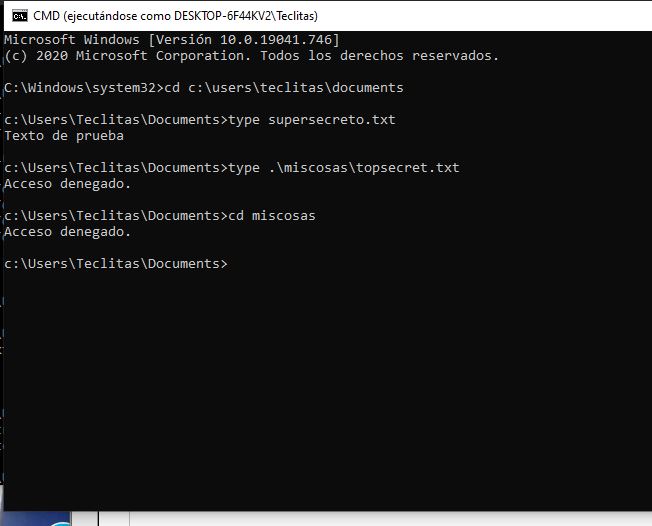 CMD (ejecutándose como DESKTOP-6F44KV2\Teclitas)
Microsoft Windows [Versión 10.0.19041.746]
(c) 2020 Microsoft Corporation. Todos los derechos reservados.
C:\Windows\system32>cd c:\users\teclitas\documents
c:\Users\Teclitas\Documents>type supersecreto.txt
Texto de prueba
c:\Users\Teclitas\Documents>type .\miscosas\topsecret.txt
Acceso denegado.
c:\Users\Teclitas\Documents>cd miscosas
Acceso denegado.
c:\Users\Teclitas\Documents>